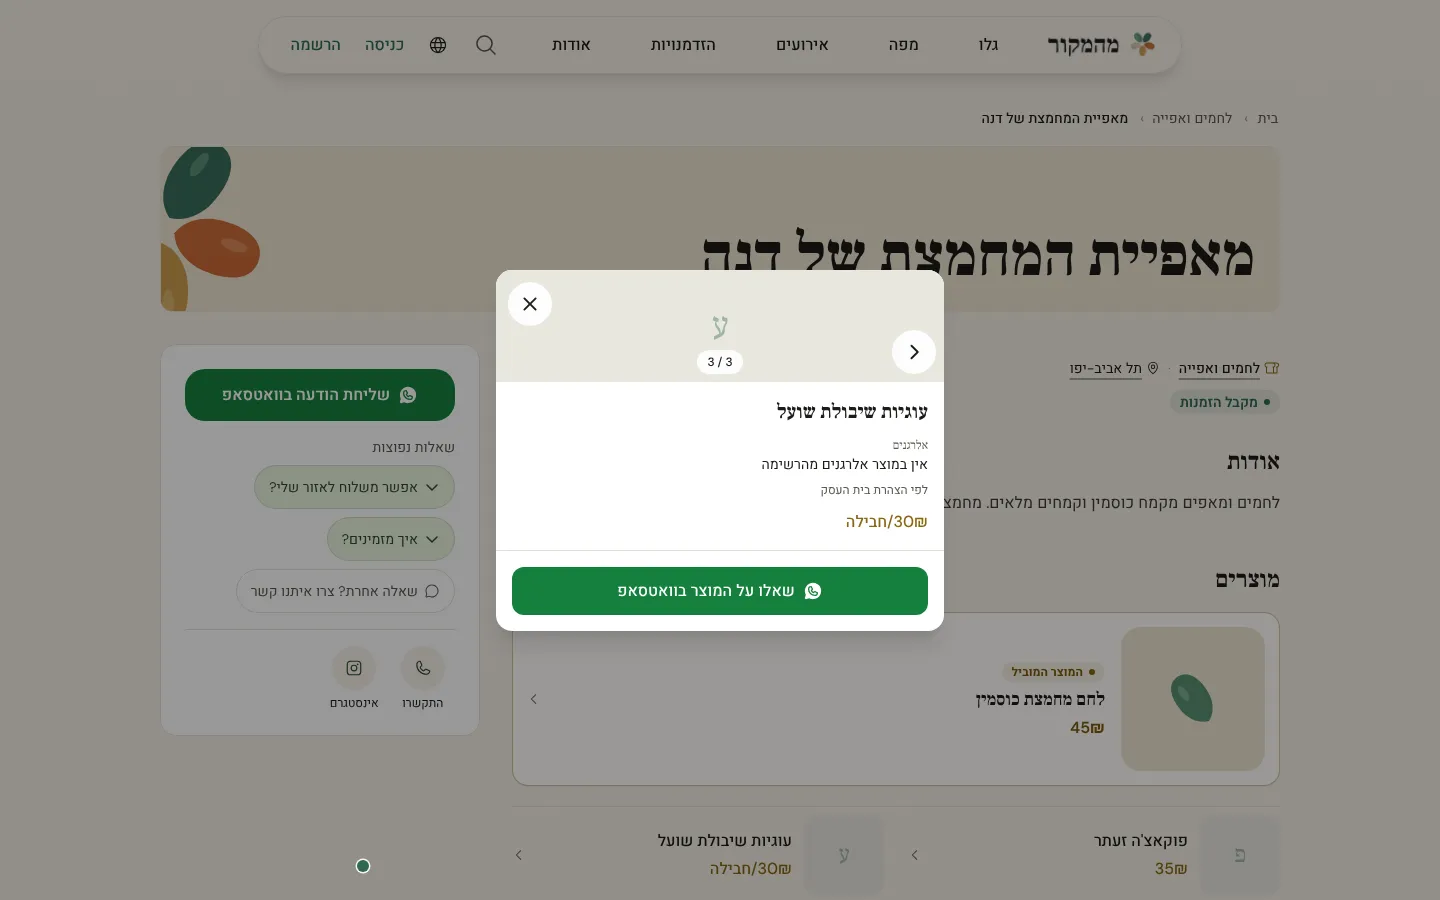 מהמקור
גלו
מפה
אירועים
הזדמנויות
אודות
כניסה
הרשמה
בית › לחמים ואפייה › מאפיית המחמצת של דנה
מאפיית המחמצת של דנה
לחמים ואפייה · תל אביב-יפו
מקבל הזמנות
אודות
לחמים ומאפים מקמח כוסמין וקמחים מלאים. מחמצ
מוצרים
המוצר המוביל
לחם מחמצת כוסמין
45₪
פ
פוקאצ'ה זעתר
35₪
ע
עוגיות שיבולת שועל
30₪/חבילה
שליחת הודעה בוואטסאפ
שאלות נפוצות
אפשר משלוח לאזור שלי?
איך מזמינים?
שאלה אחרת? צרו איתנו קשר
התקשרו
אינסטגרם
ע
3 / 3
עוגיות שיבולת שועל
אלרגנים
אין במוצר אלרגנים מהרשימה
לפי הצהרת בית העסק
30₪/חבילה
שאלו על המוצר בוואטסאפ